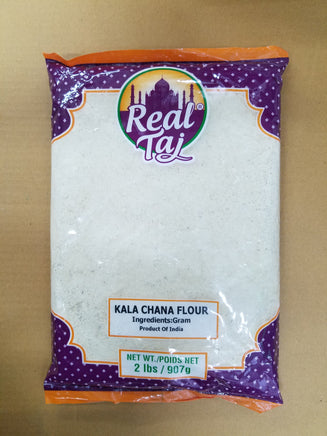 Real
Taj
KALA CHANA FLOUR
Ingredients:Gram
Product Of India
NET WT./POIDS NET
2 lbs / 907g